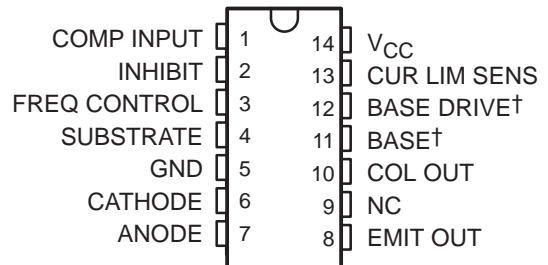 COMP INPUT 1
INHIBIT 2
FREQ CONTROL 3
SUBSTRATE 4
GND 5
CATHODE 6
ANODE 7
14 VCC
13 CUR LIM SENS
12 BASE DRIVE†
11 BASE†
10 COL OUT
9 NC
8 EMIT OUT